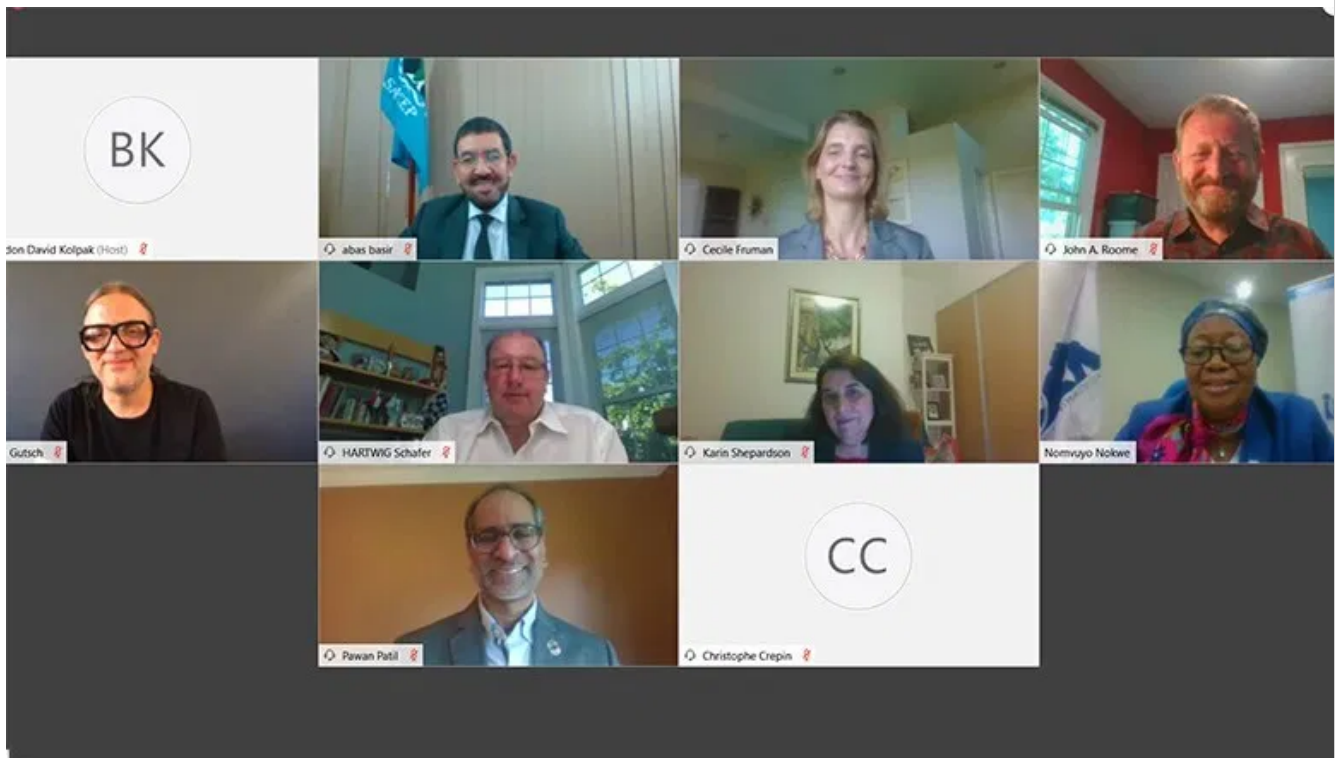 BK
SACEP
don David Kolpak (Host)
abas basir
Cecile Fruman
John A. Roome
Gutsch
HARTWIG Schafer
Karin Shepardson
Nomvuyo Nokwe
CC
Pawan Patil
Christophe Crepin